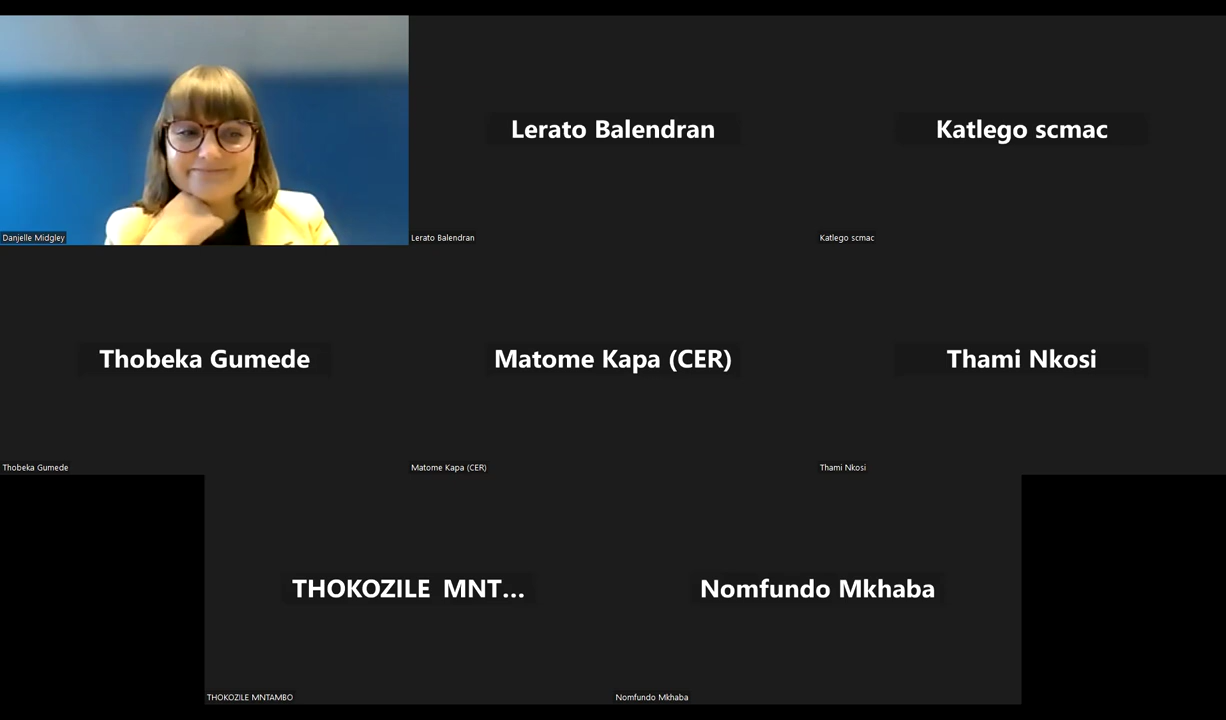 Lerato Balendran
Katlego scmac
Danjelle Midgley
Lerato Balendran
Katlego scmac
Thobeka Gumede
Matome Kapa (CER)
Thami Nkosi
Thobeka Gumede
Matome Kapa (CER)
Thami Nkosi
THOKOZILE MNT...
Nomfundo Mkhaba
THOKOZILE MNTAMBO
Nomfundo Mkhaba